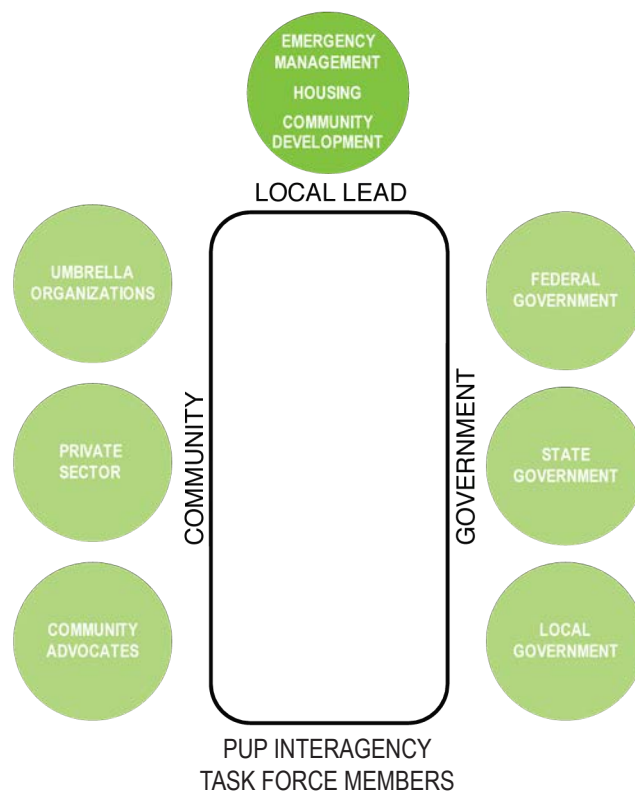 EMERGENCY
MANAGEMENT
HOUSING
COMMUNITY
DEVELOPMENT
LOCAL LEAD
UMBRELLA
ORGANIZATIONS
PRIVATE
SECTOR
COMMUNITY
ADVOCATES
COMMUNITY
GOVERNMENT
FEDERAL
GOVERNMENT
STATE
GOVERNMENT
LOCAL
GOVERNMENT
PUP INTERAGENCY
TASK FORCE MEMBERS